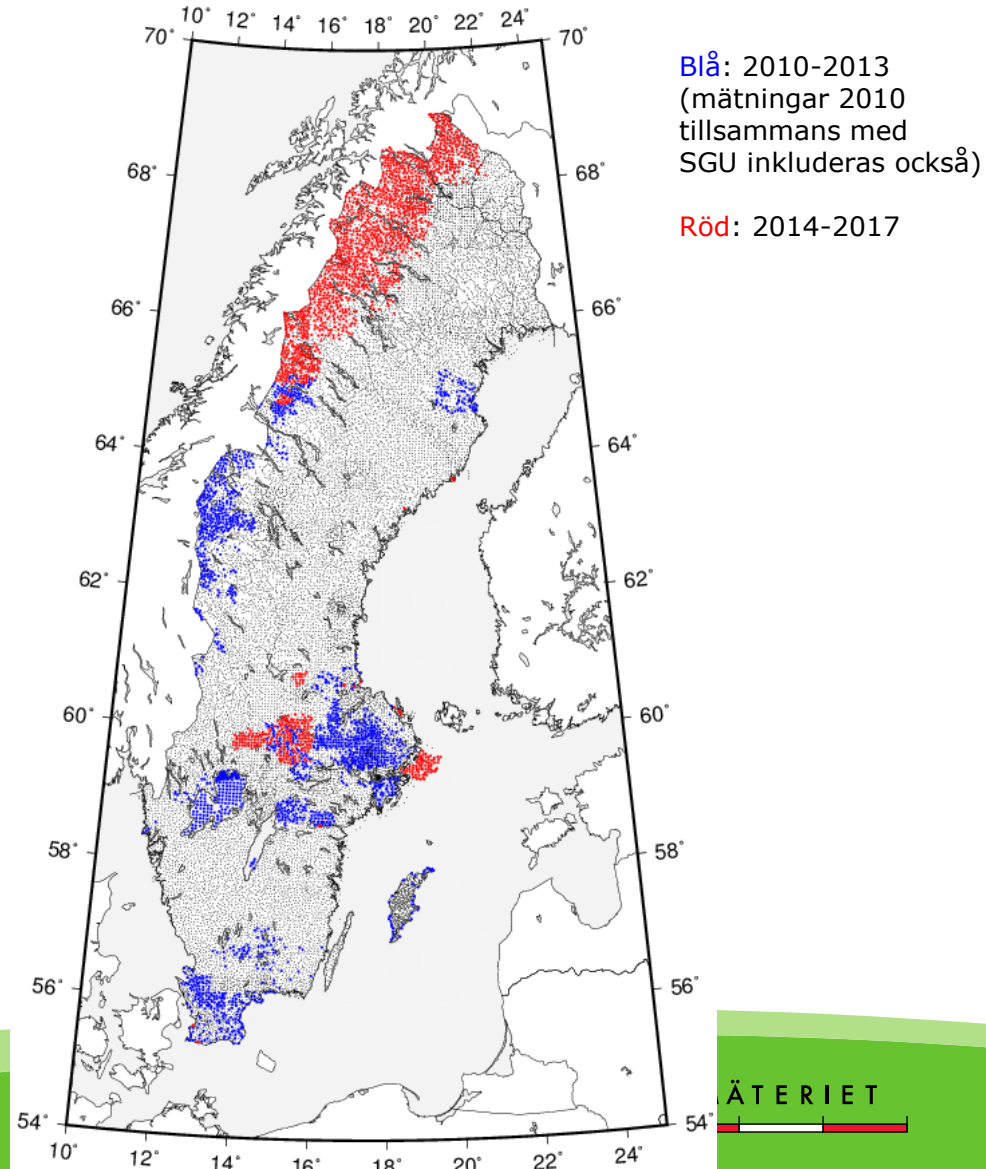 10° 12° 14° 16° 18° 20° 22° 24°
70° 70°
Blå: 2010-2013
(mätningar 2010
tillsammans med
SGU inkluderas också)
68° 68°
Röd: 2014-2017
66° 66°
64° 64°
62° 62°
60° 60°
58° 58°
56° 56°
ÄTERIET
54° 54°
10° 12° 14° 16° 18° 20° 22° 24°